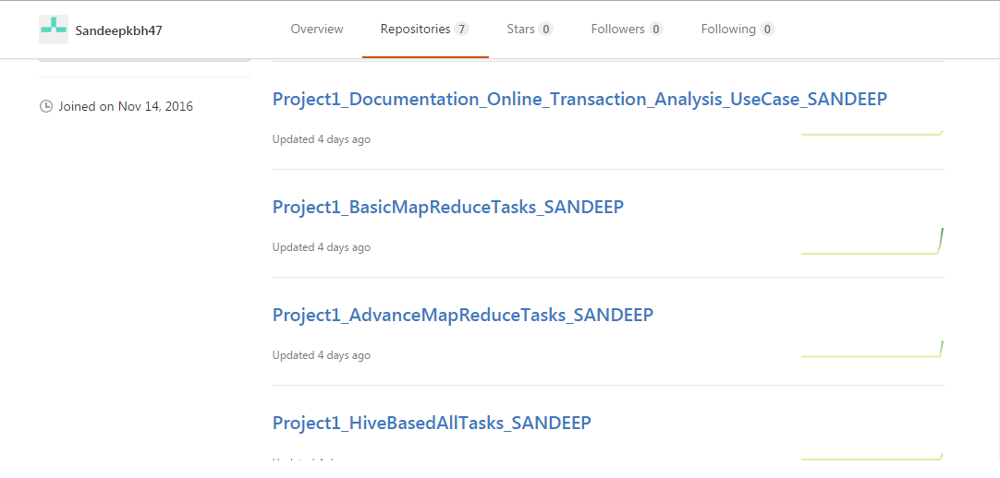 Sandeepkbh47
Overview Repositories 7 Stars 0 Followers 0 Following 0
Joined on Nov 14, 2016
Project1_Documentation_Online_Transaction_Analysis_UseCase_SANDEEP
Updated 4 days ago
Project1_BasicMapReduceTasks_SANDEEP
Updated 4 days ago
Project1_AdvanceMapReduceTasks_SANDEEP
Updated 4 days ago
Project1_HiveBasedAllTasks_SANDEEP